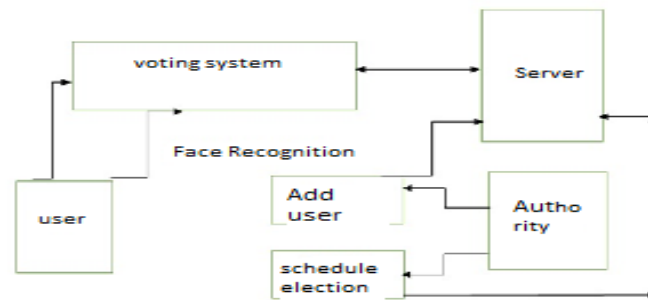 voting system
Server
Face Recognition
user
Add
user
Autho
rity
schedule
election